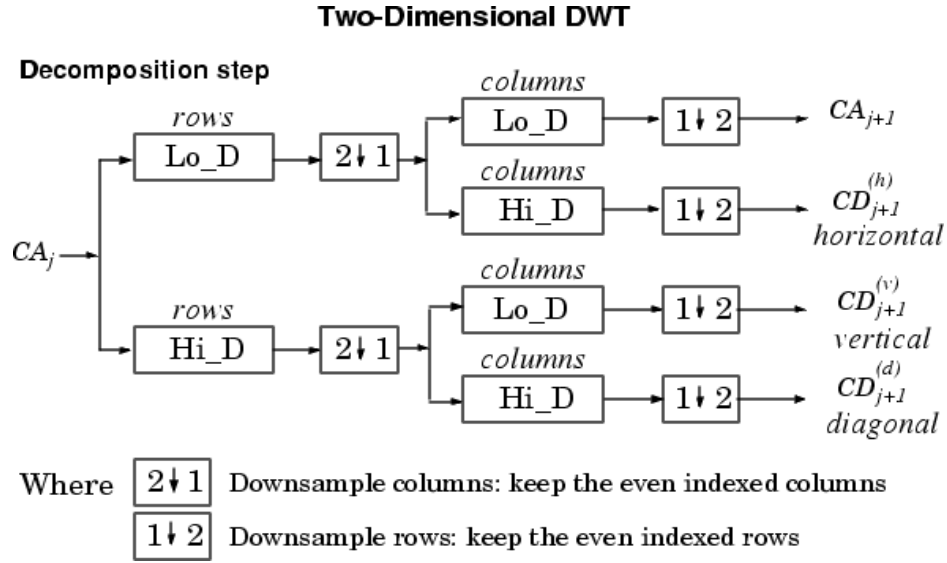 Two-Dimensional DWT
Decomposition step
columns
rows
Lo_D
1↓2
CA_{j+1}
Lo_D
2↓1
columns
Hi_D
1↓2
CD_{j+1}^{(h)}
horizontal
CA_j
columns
rows
Lo_D
1↓2
CD_{j+1}^{(v)}
vertical
Hi_D
2↓1
columns
Hi_D
1↓2
CD_{j+1}^{(d)}
diagonal
Where 2↓1 Downsample columns: keep the even indexed columns
1↓2 Downsample rows: keep the even indexed rows